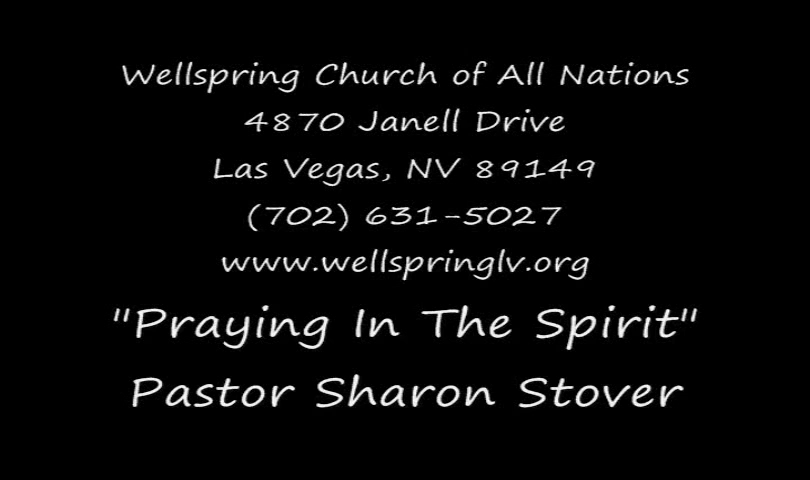 Wellspring Church of All Nations
4870 Janell Drive
Las Vegas, NV 89149
(702) 631-5027
www.wellspringlv.org
"Praying In The Spirit"
Pastor Sharon Stover